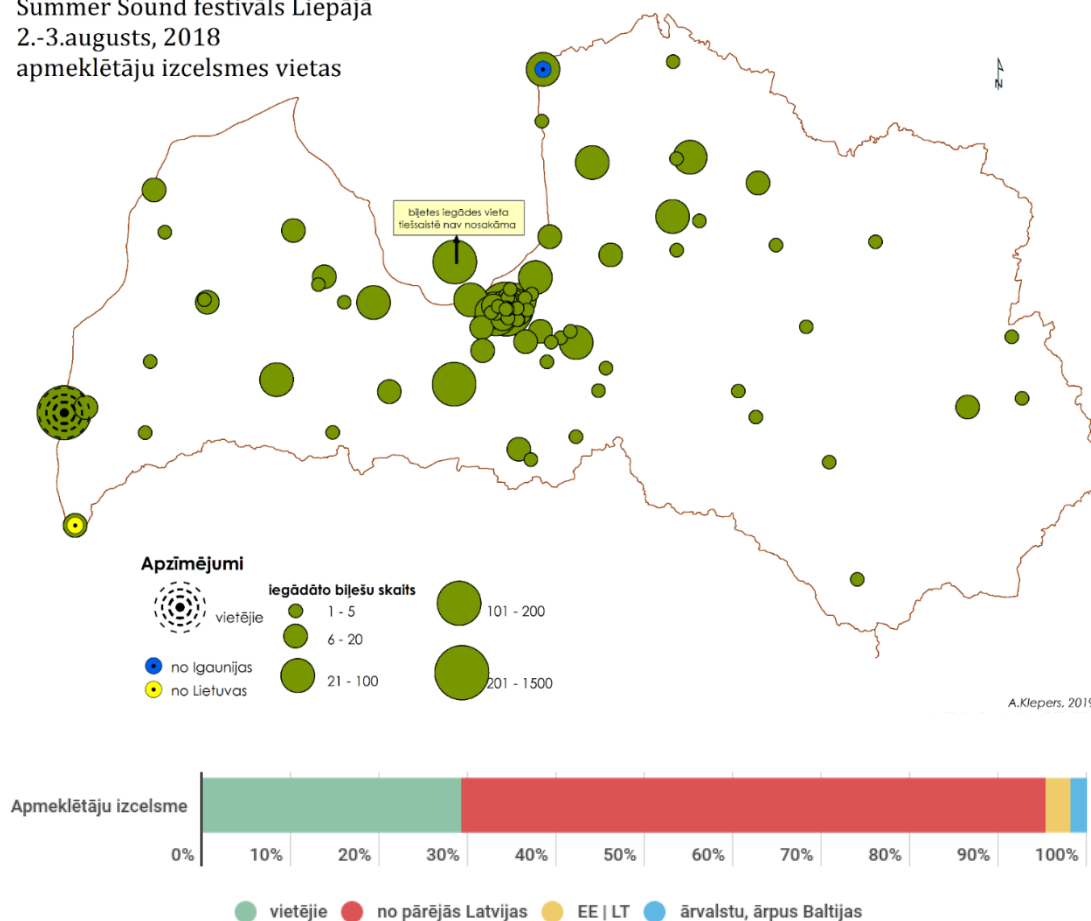 Summer Sound festivāls Liepājā
2.-3.augusts, 2018
apmeklētāju izcelsmes vietas
N
biļetes iegādes vieta
tiešsaistē nav nosakāma
Apzīmējumi
vietējie
no Igaunijas
no Lietuvas
iegādāto biļešu skaits
1 - 5
6 - 20
21 - 100
101 - 200
201 - 1500
A.Klepers, 2019
Apmeklētāju izcelsme
0% 10% 20% 30% 40% 50% 60% 70% 80% 90% 100%
vietējie no pārējās Latvijas EE | LT ārvalstu, ārpus Baltijas